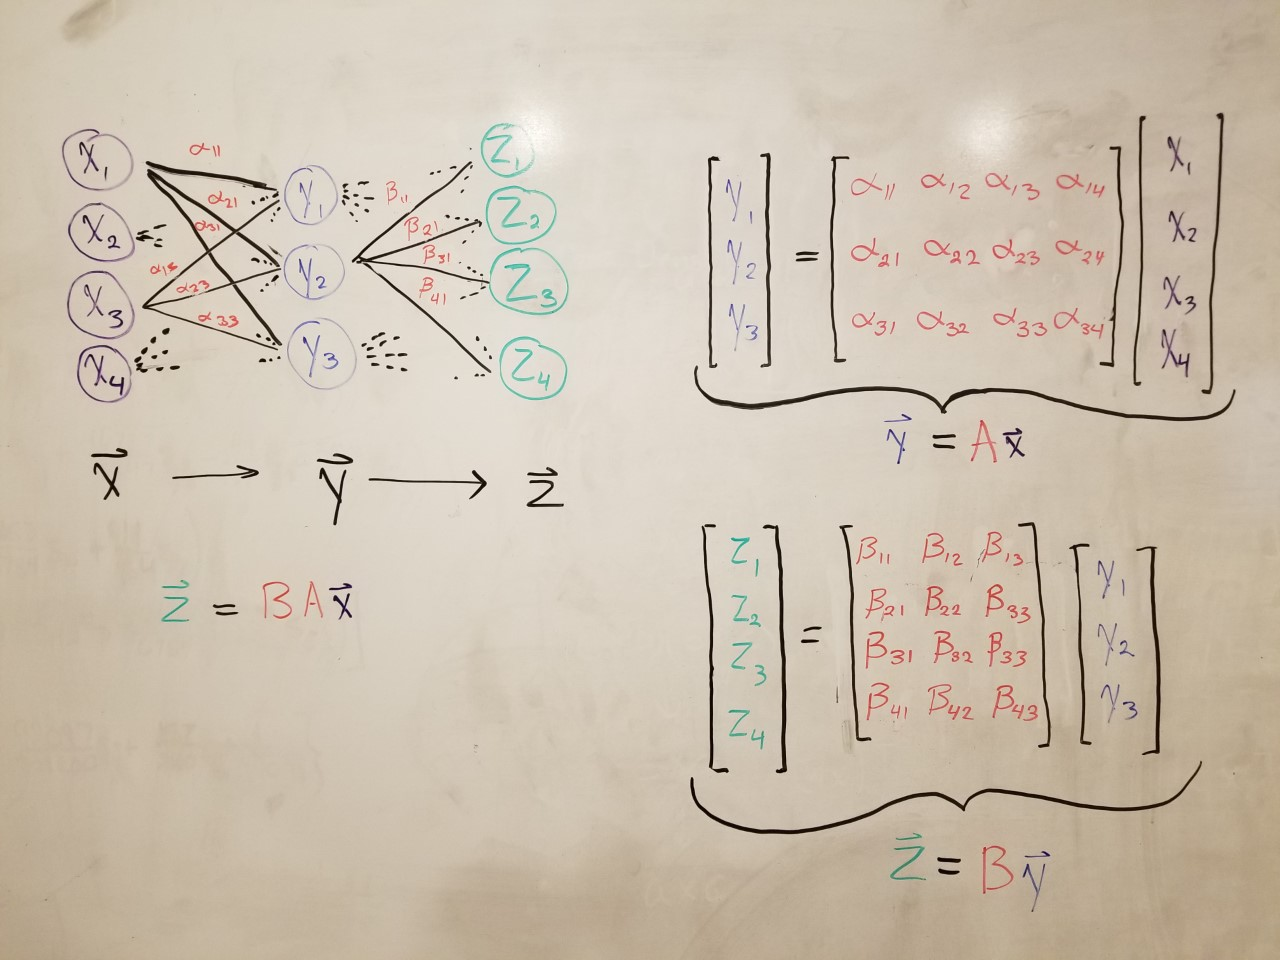 X₁ α₁₁ Y₁ β₁₁ Z₁
X₂ α₂₁ α₃₁ Y₂ β₂₁ Z₂
X₃ α₁₃ α₂₃ α₃₃ Y₃ β₃₁ β₄₁ Z₃
X₄ Z₄
x⃗ → y⃗ → z⃗
z⃗ = BAx⃗
[y₁ y₂ y₃] = [α₁₁ α₁₂ α₁₃ α₁₄
α₂₁ α₂₂ α₂₃ α₂₄
α₃₁ α₃₂ α₃₃ α₃₄] [X₁ X₂ X₃ X₄]
y⃗ = Ax⃗
[Z₁ Z₂ Z₃ Z₄] = [β₁₁ β₁₂ β₁₃
β₂₁ β₂₂ β₃₃
β₃₁ β₃₂ β₃₃
β₄₁ β₄₂ β₄₃] [y₁ y₂ y₃]
z⃗ = By⃗